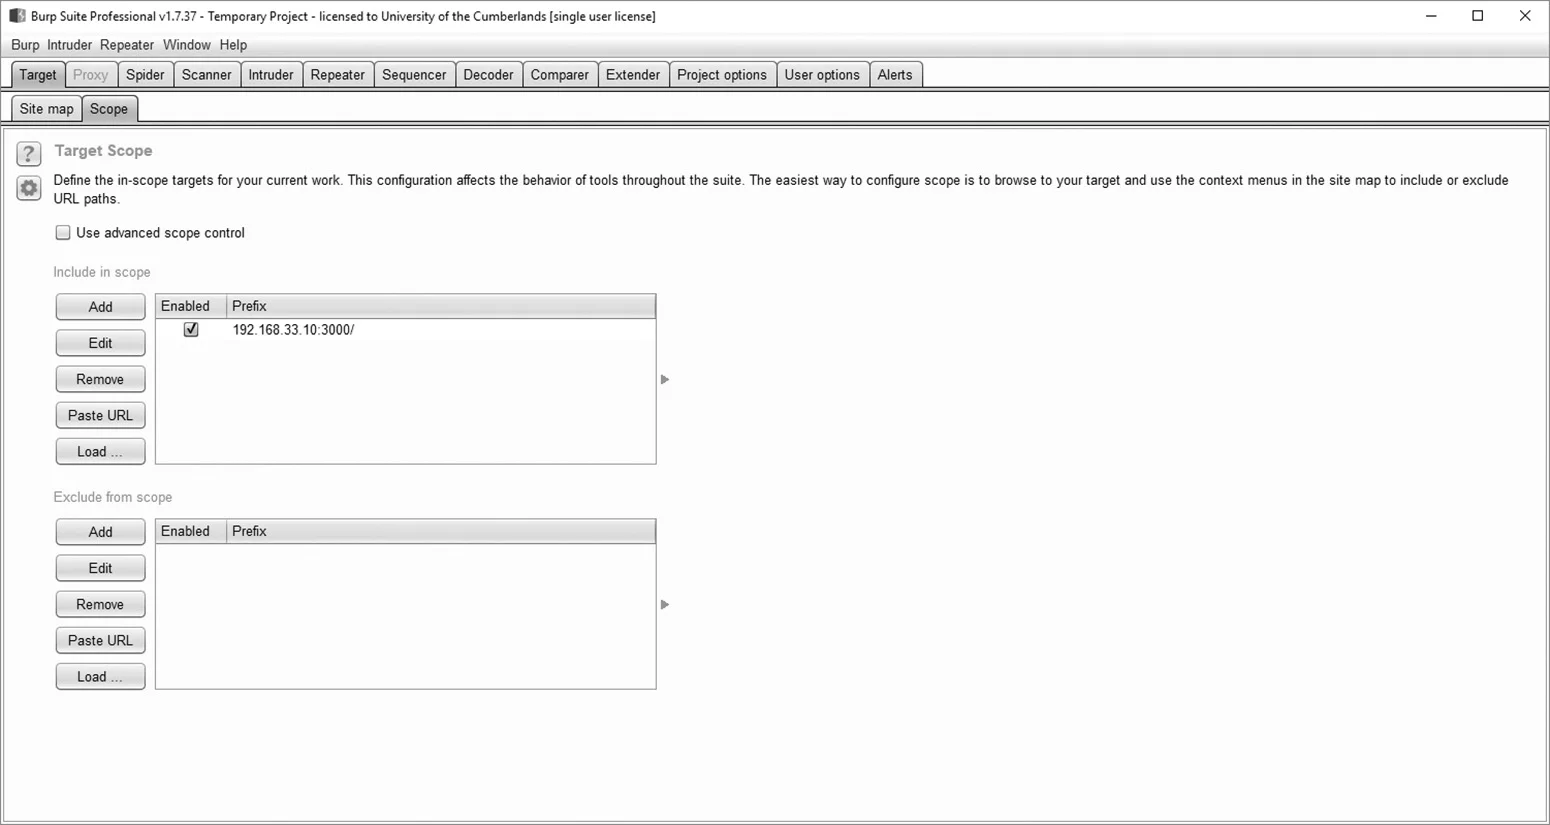 Burp Suite Professional v1.7.37 - Temporary Project - licensed to University of the Cumberlands [single user license]
Burp Intruder Repeater Window Help
Target Proxy Spider Scanner Intruder Repeater Sequencer Decoder Comparer Extender Project options User options Alerts
Site map Scope
? Target Scope
Define the in-scope targets for your current work. This configuration affects the behavior of tools throughout the suite. The easiest way to configure scope is to browse to your target and use the context menus in the site map to include or exclude
URL paths.
Use advanced scope control
Include in scope
Add Enabled Prefix
192.168.33.10:3000/
Edit
Remove
Paste URL
Load ...
Exclude from scope
Add Enabled Prefix
Edit
Remove
Paste URL
Load ...